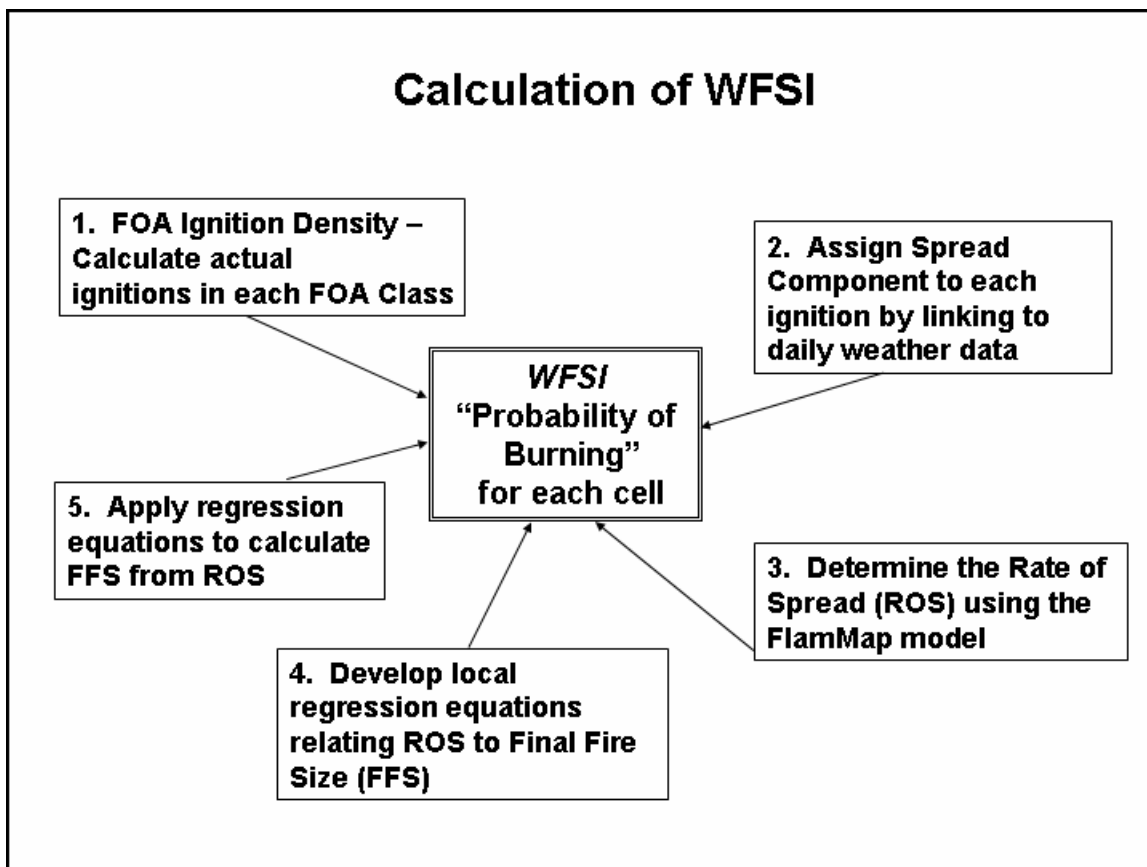 Calculation of WFSI
1. FOA Ignition Density –
Calculate actual
ignitions in each FOA Class
2. Assign Spread
Component to each
ignition by linking to
daily weather data
WFSI
“Probability of
Burning”
for each cell
5. Apply regression
equations to calculate
FFS from ROS
3. Determine the Rate of
Spread (ROS) using the
FlamMap model
4. Develop local
regression equations
relating ROS to Final Fire
Size (FFS)